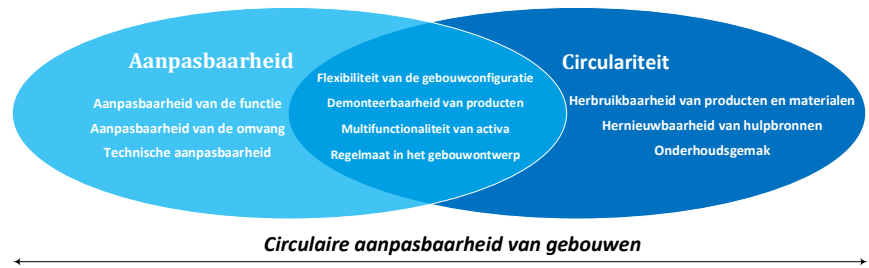 Aanpasbaarheid
Aanpasbaarheid van de functie
Aanpasbaarheid van de omvang
Technische aanpasbaarheid
Flexibiliteit van de gebouwconfiguratie
Demonteerbaarheid van producten
Multifunctionaliteit van activa
Regelmaat in het gebouwontwerp
Circulariteit
Herbruikbaarheid van producten en materialen
Hernieuwbaarheid van hulpbronnen
Onderhoudsgemak
Circulaire aanpasbaarheid van gebouwen